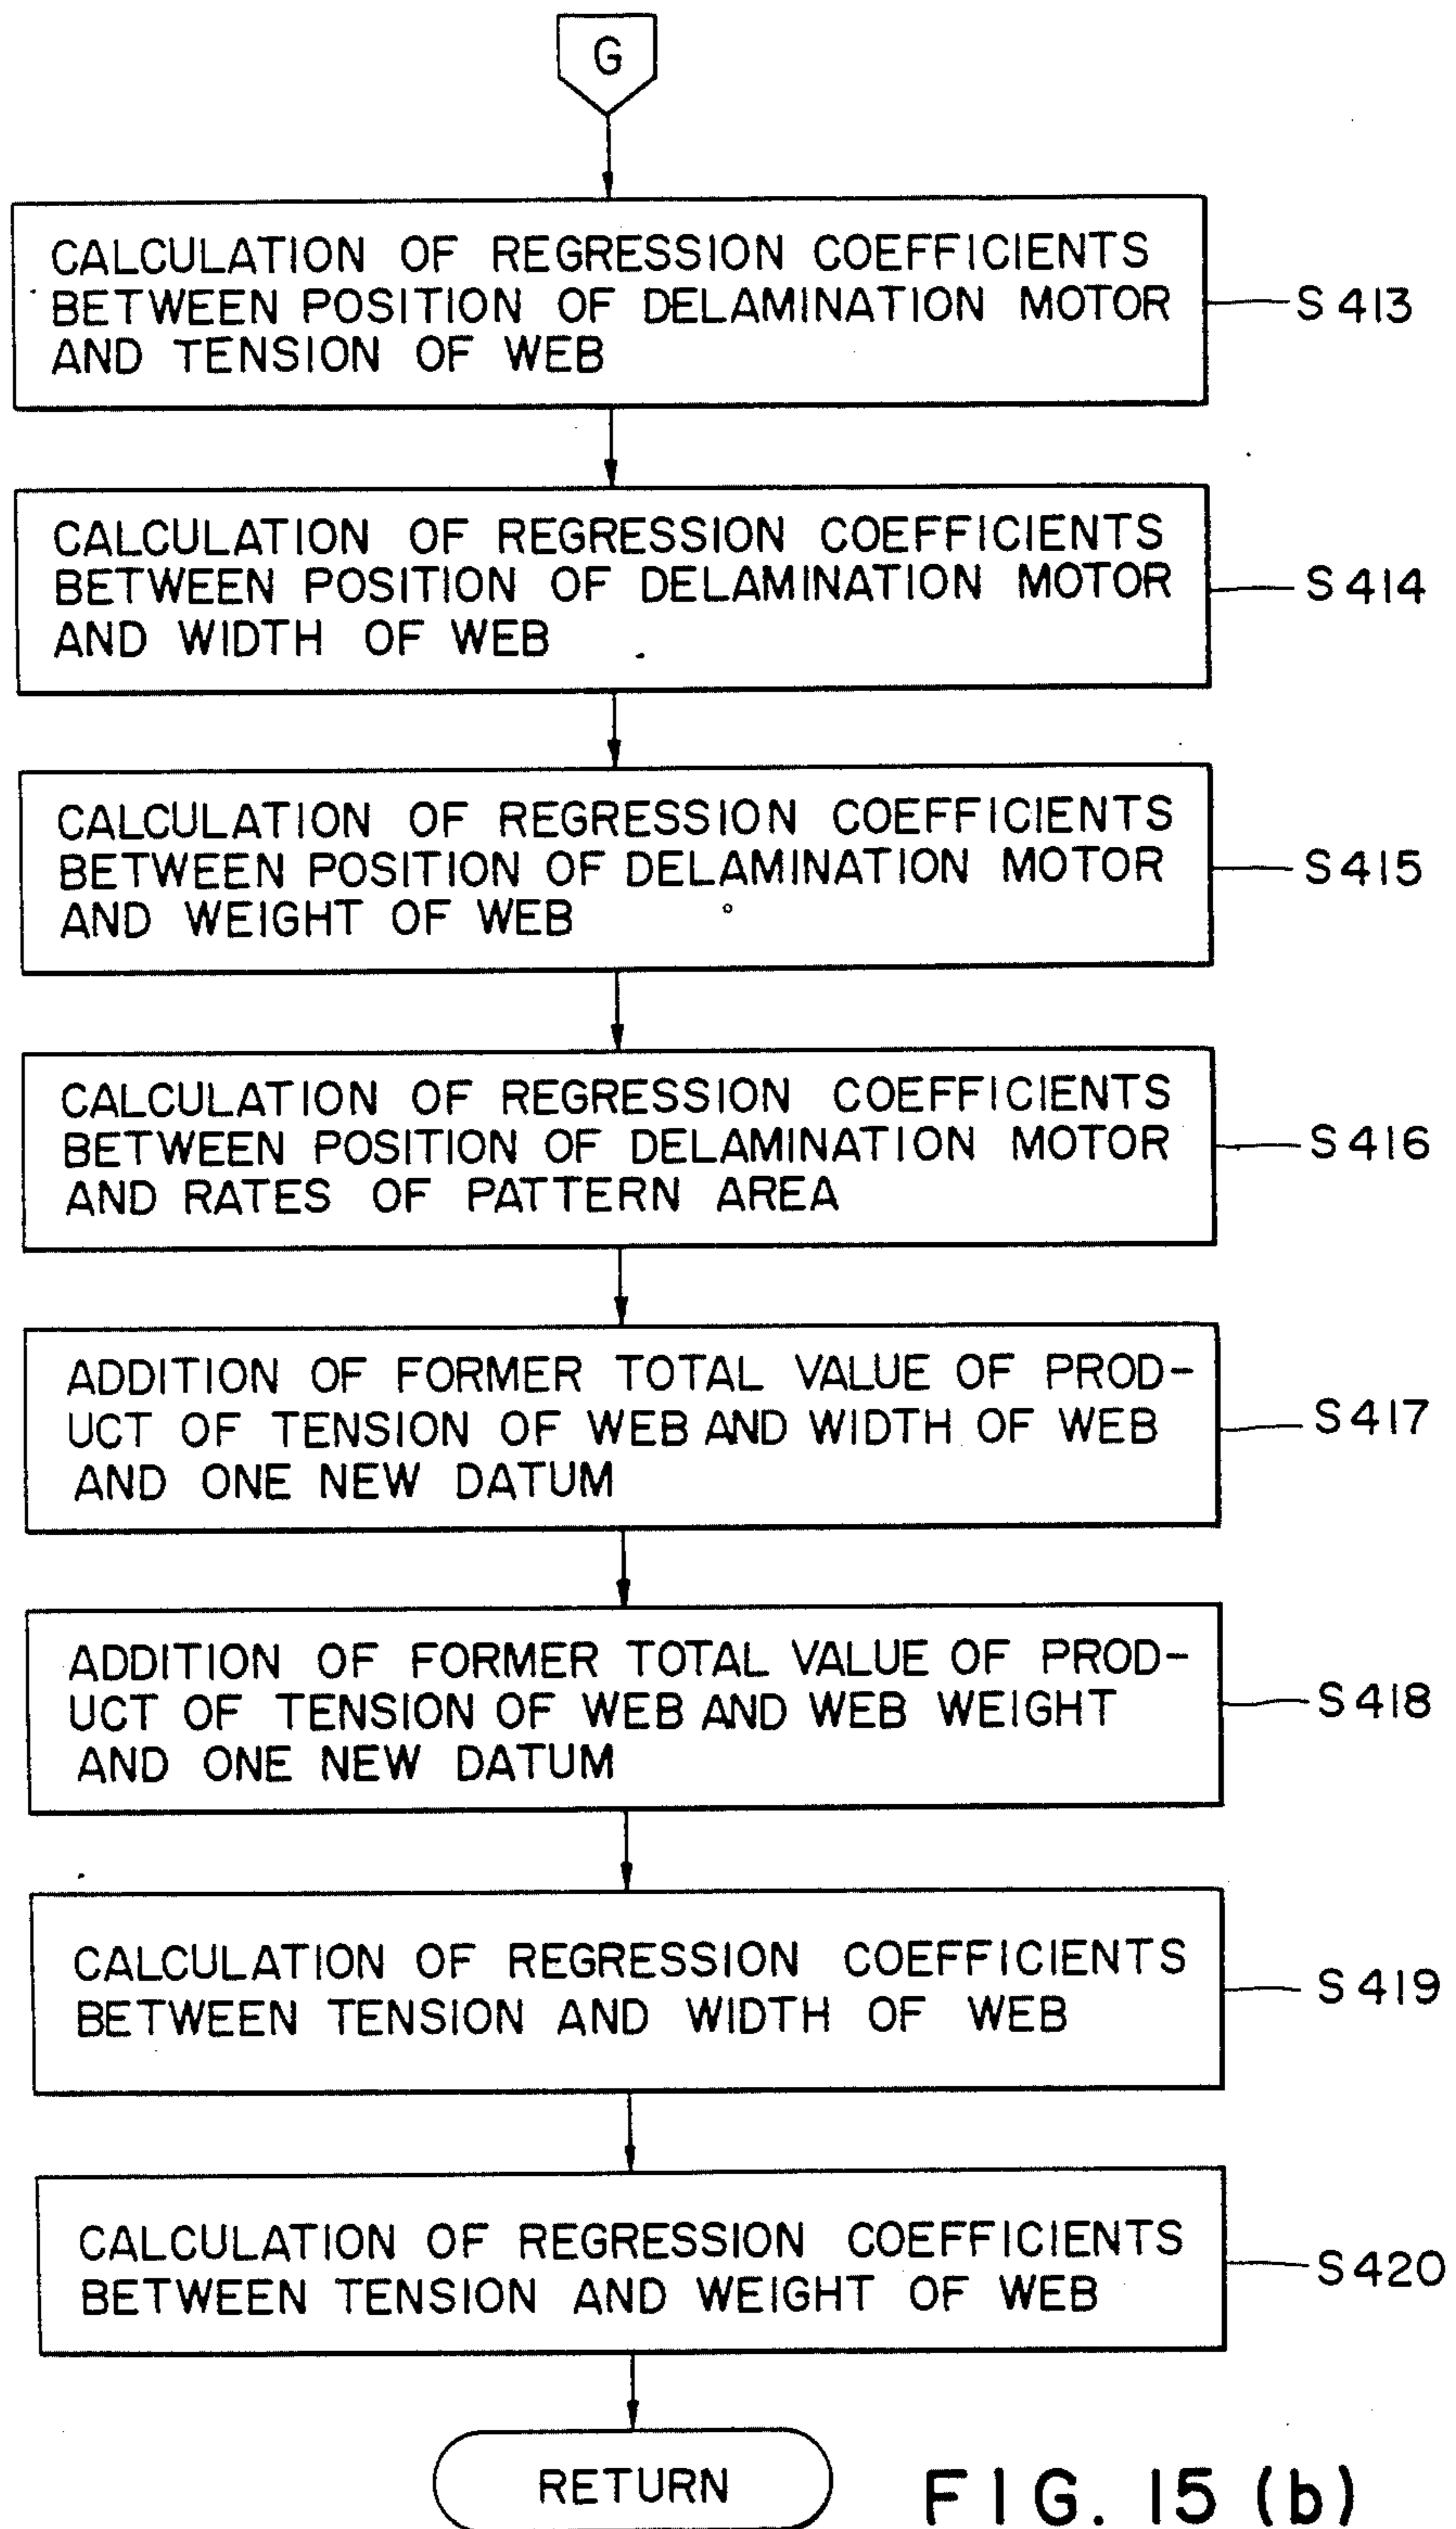 G
CALCULATION OF REGRESSION COEFFICIENTS
BETWEEN POSITION OF DELAMINATION MOTOR
AND TENSION OF WEB
S413
CALCULATION OF REGRESSION COEFFICIENTS
BETWEEN POSITION OF DELAMINATION MOTOR
AND WIDTH OF WEB
S414
CALCULATION OF REGRESSION COEFFICIENTS
BETWEEN POSITION OF DELAMINATION MOTOR
AND WEIGHT OF WEB
S415
CALCULATION OF REGRESSION COEFFICIENTS
BETWEEN POSITION OF DELAMINATION MOTOR
AND RATES OF PATTERN AREA
S416
ADDITION OF FORMER TOTAL VALUE OF PROD-
UCT OF TENSION OF WEB AND WIDTH OF WEB
AND ONE NEW DATUM
S417
ADDITION OF FORMER TOTAL VALUE OF PROD-
UCT OF TENSION OF WEB AND WEB WEIGHT
AND ONE NEW DATUM
S418
CALCULATION OF REGRESSION COEFFICIENTS
BETWEEN TENSION AND WIDTH OF WEB
S419
CALCULATION OF REGRESSION COEFFICIENTS
BETWEEN TENSION AND WEIGHT OF WEB
S420
RETURN
FIG. 15 (b)